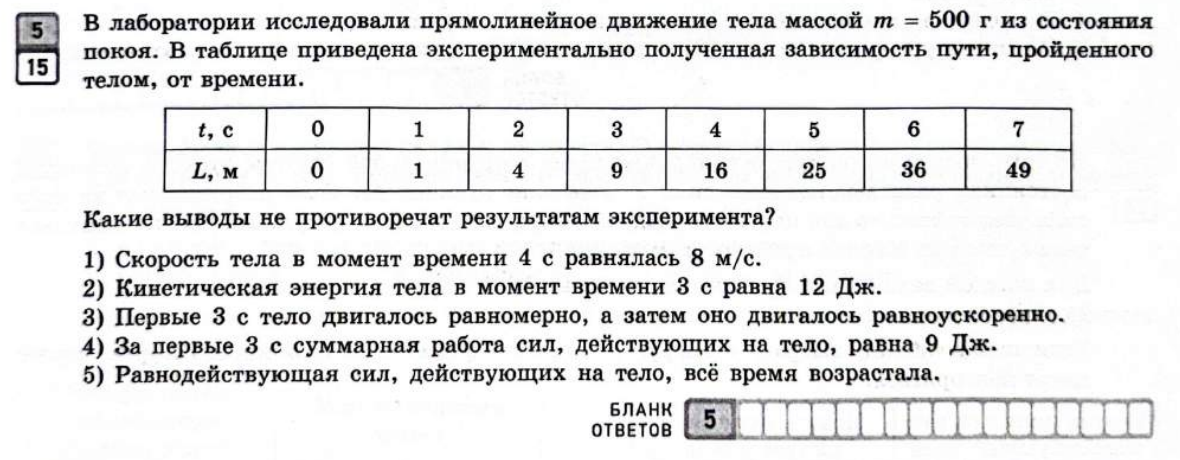 5
15
В лаборатории исследовали прямолинейное движение тела массой m = 500 г из состояния
покоя. В таблице приведена экспериментально полученная зависимость пути, пройденного
телом, от времени.
t, с 0 1 2 3 4 5 6 7
L, м 0 1 4 9 16 25 36 49
Какие выводы не противоречат результатам эксперимента?
1) Скорость тела в момент времени 4 с равнялась 8 м/с.
2) Кинетическая энергия тела в момент времени 3 с равна 12 Дж.
3) Первые 3 с тело двигалось равномерно, а затем оно двигалось равноускоренно.
4) За первые 3 с суммарная работа сил, действующих на тело, равна 9 Дж.
5) Равнодействующая сил, действующих на тело, всё время возрастала.
БЛАНК
ОТВЕТОВ 5